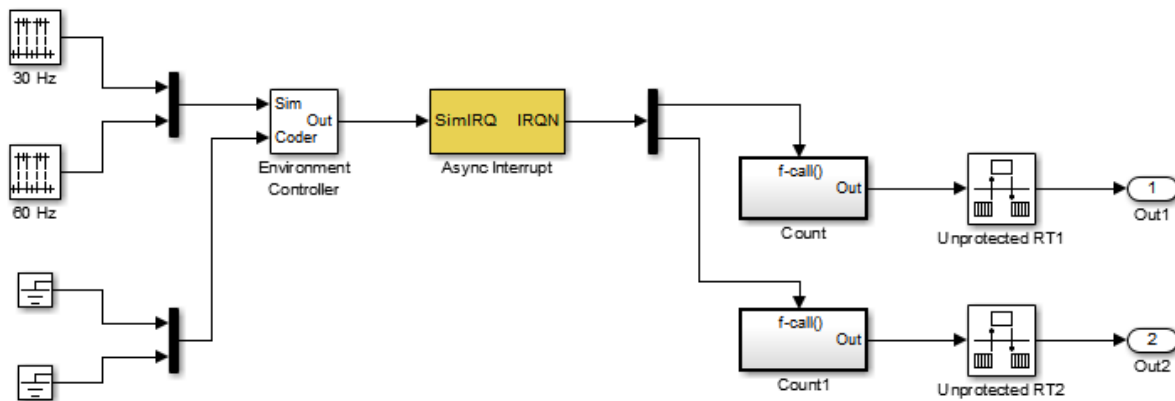 30 Hz
60 Hz
Sim
Out
Coder
Environment
Controller
SimIRQ IRQN
Async Interrupt
f-call()
Out
Count
Unprotected RT1
1
Out1
f-call()
Out
Count1
Unprotected RT2
2
Out2